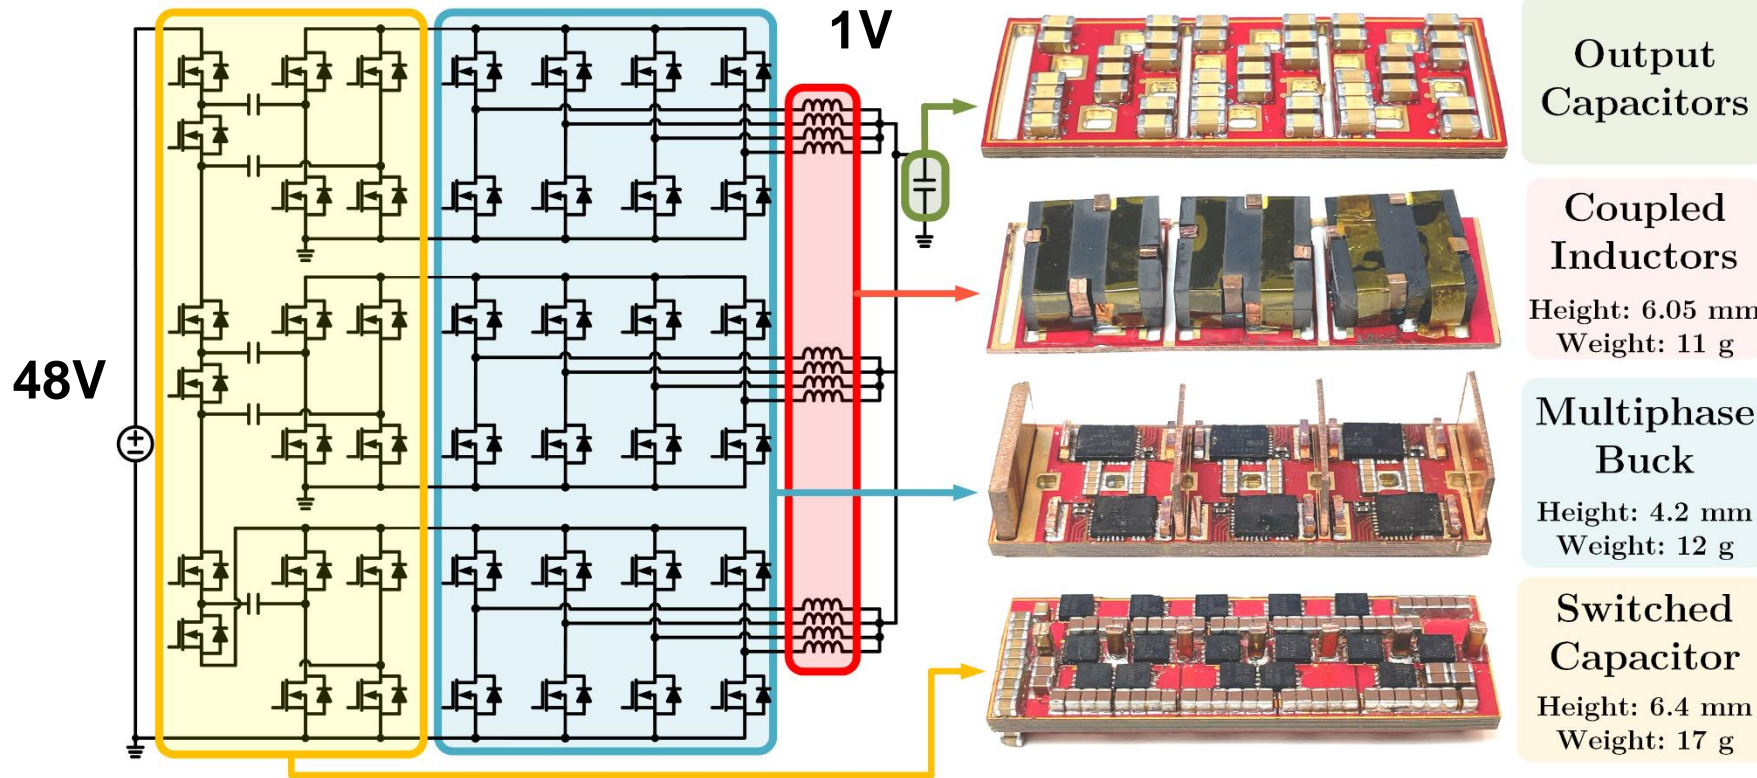 1V
48V
Output
Capacitors
Coupled
Inductors
Height: 6.05 mm
Weight: 11 g
Multiphase
Buck
Height: 4.2 mm
Weight: 12 g
Switched
Capacitor
Height: 6.4 mm
Weight: 17 g